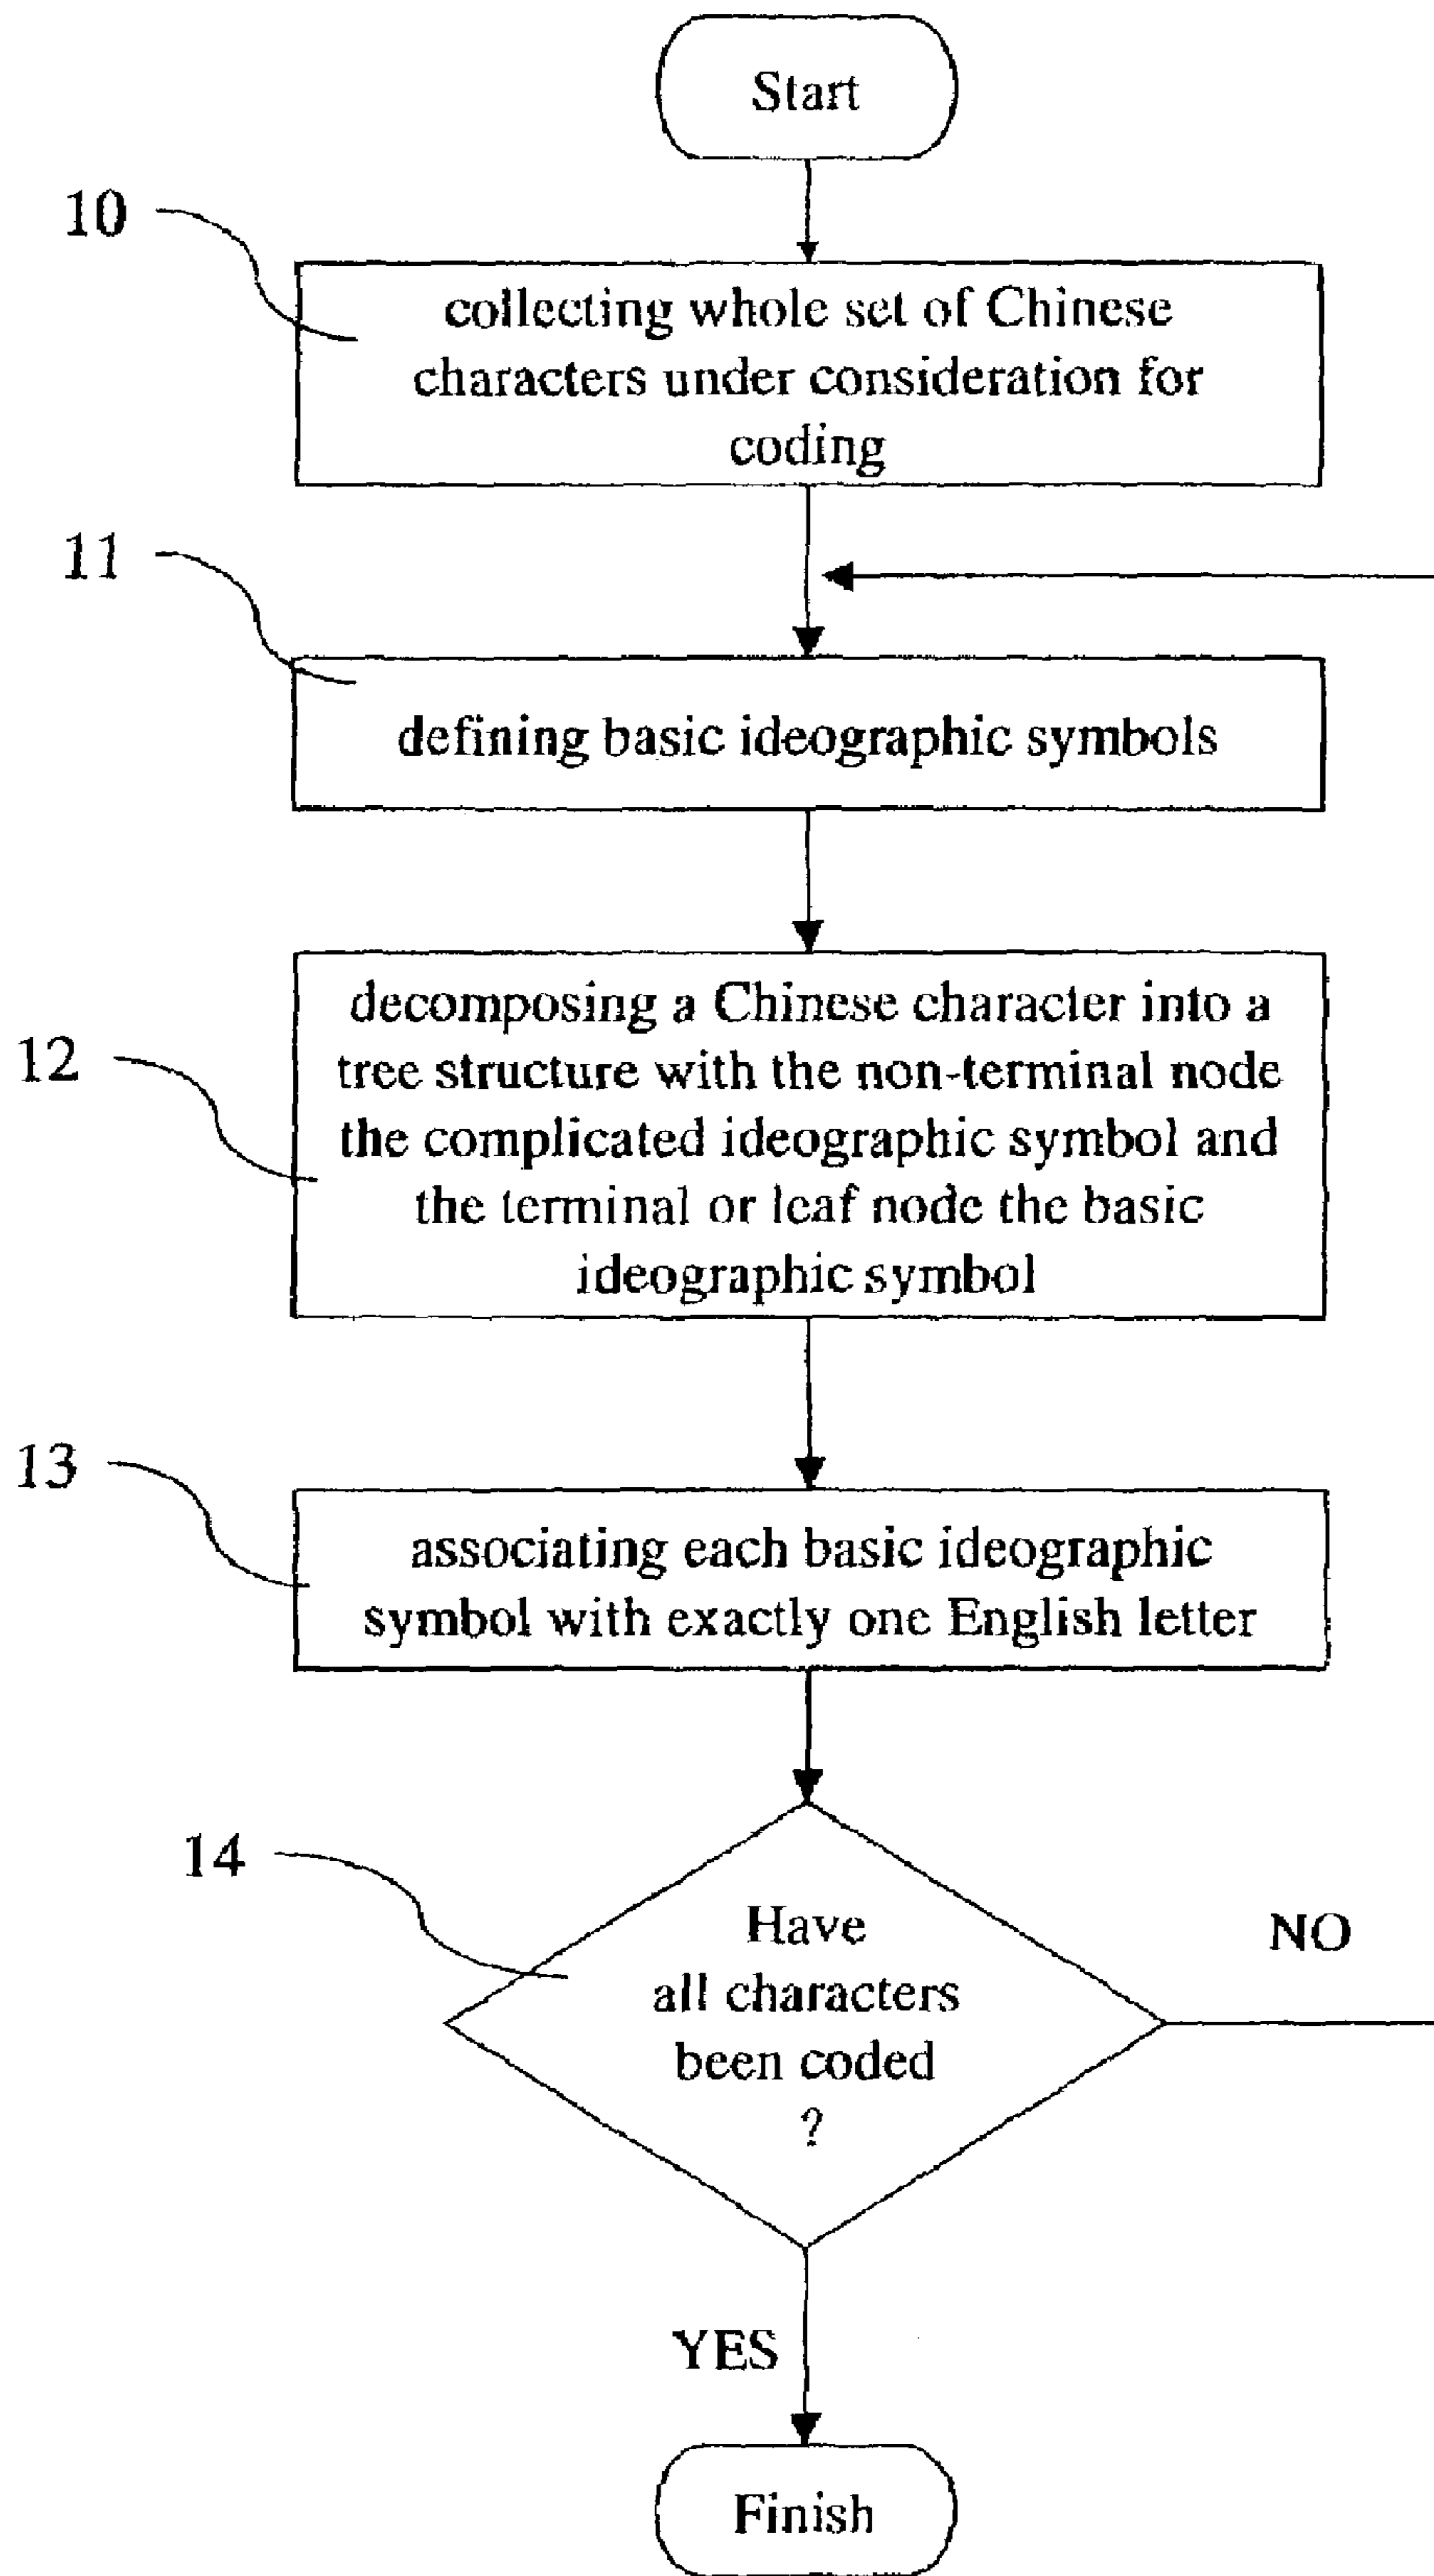 Start
10
collecting whole set of Chinese
characters under consideration for
coding
11
defining basic ideographic symbols
12
decomposing a Chinese character into a
tree structure with the non-terminal node
the complicated ideographic symbol and
the terminal or leaf node the basic
ideographic symbol
13
associating each basic ideographic
symbol with exactly one English letter
14
Have
all characters
been coded
?
NO
YES
Finish